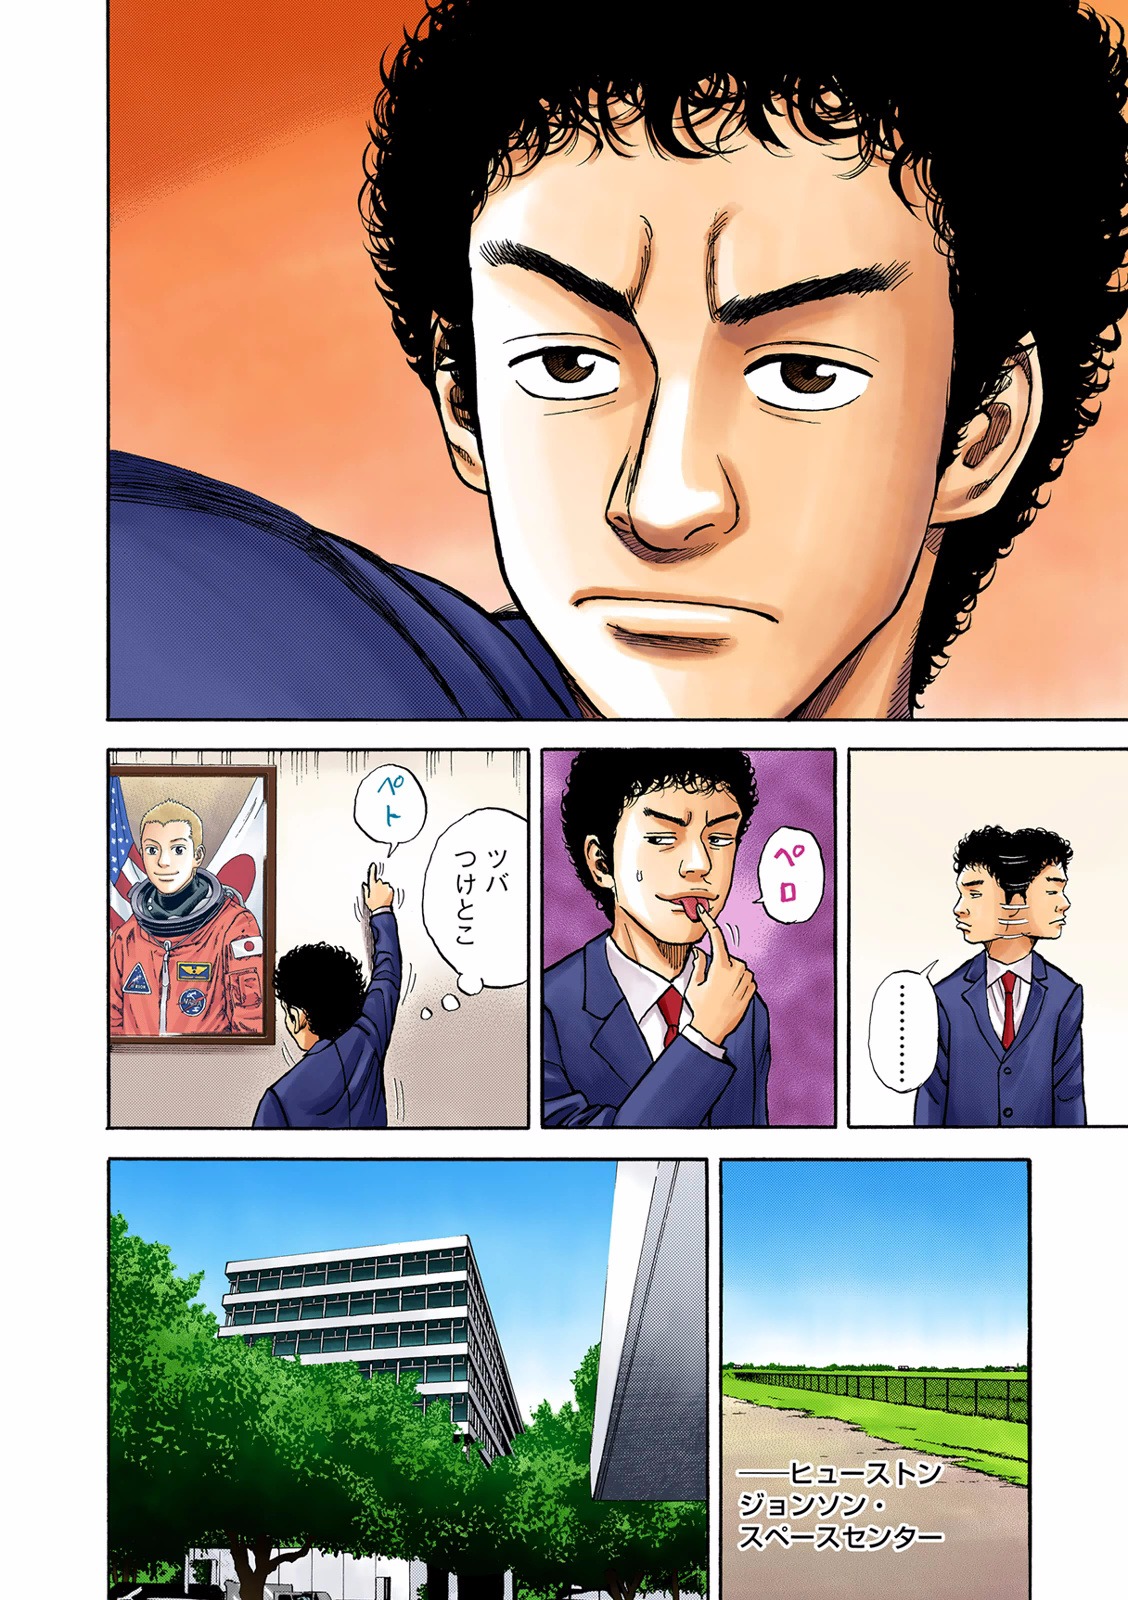 …………
ペロ
ツバ
つけとこ
ペト
NASA
――ヒューストン
ジョンソン・
スペースセンター